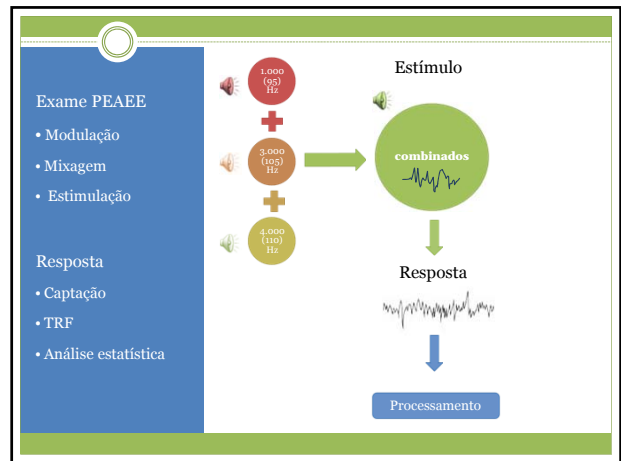 Exame PEAEE
• Modulação
• Mixagem
• Estimulação
Resposta
• Captação
• TRF
• Análise estatística
1.000
(95)
Hz
3.000
(105)
Hz
4.000
(110)
Hz
Estímulo
combinados
Resposta
Processamento